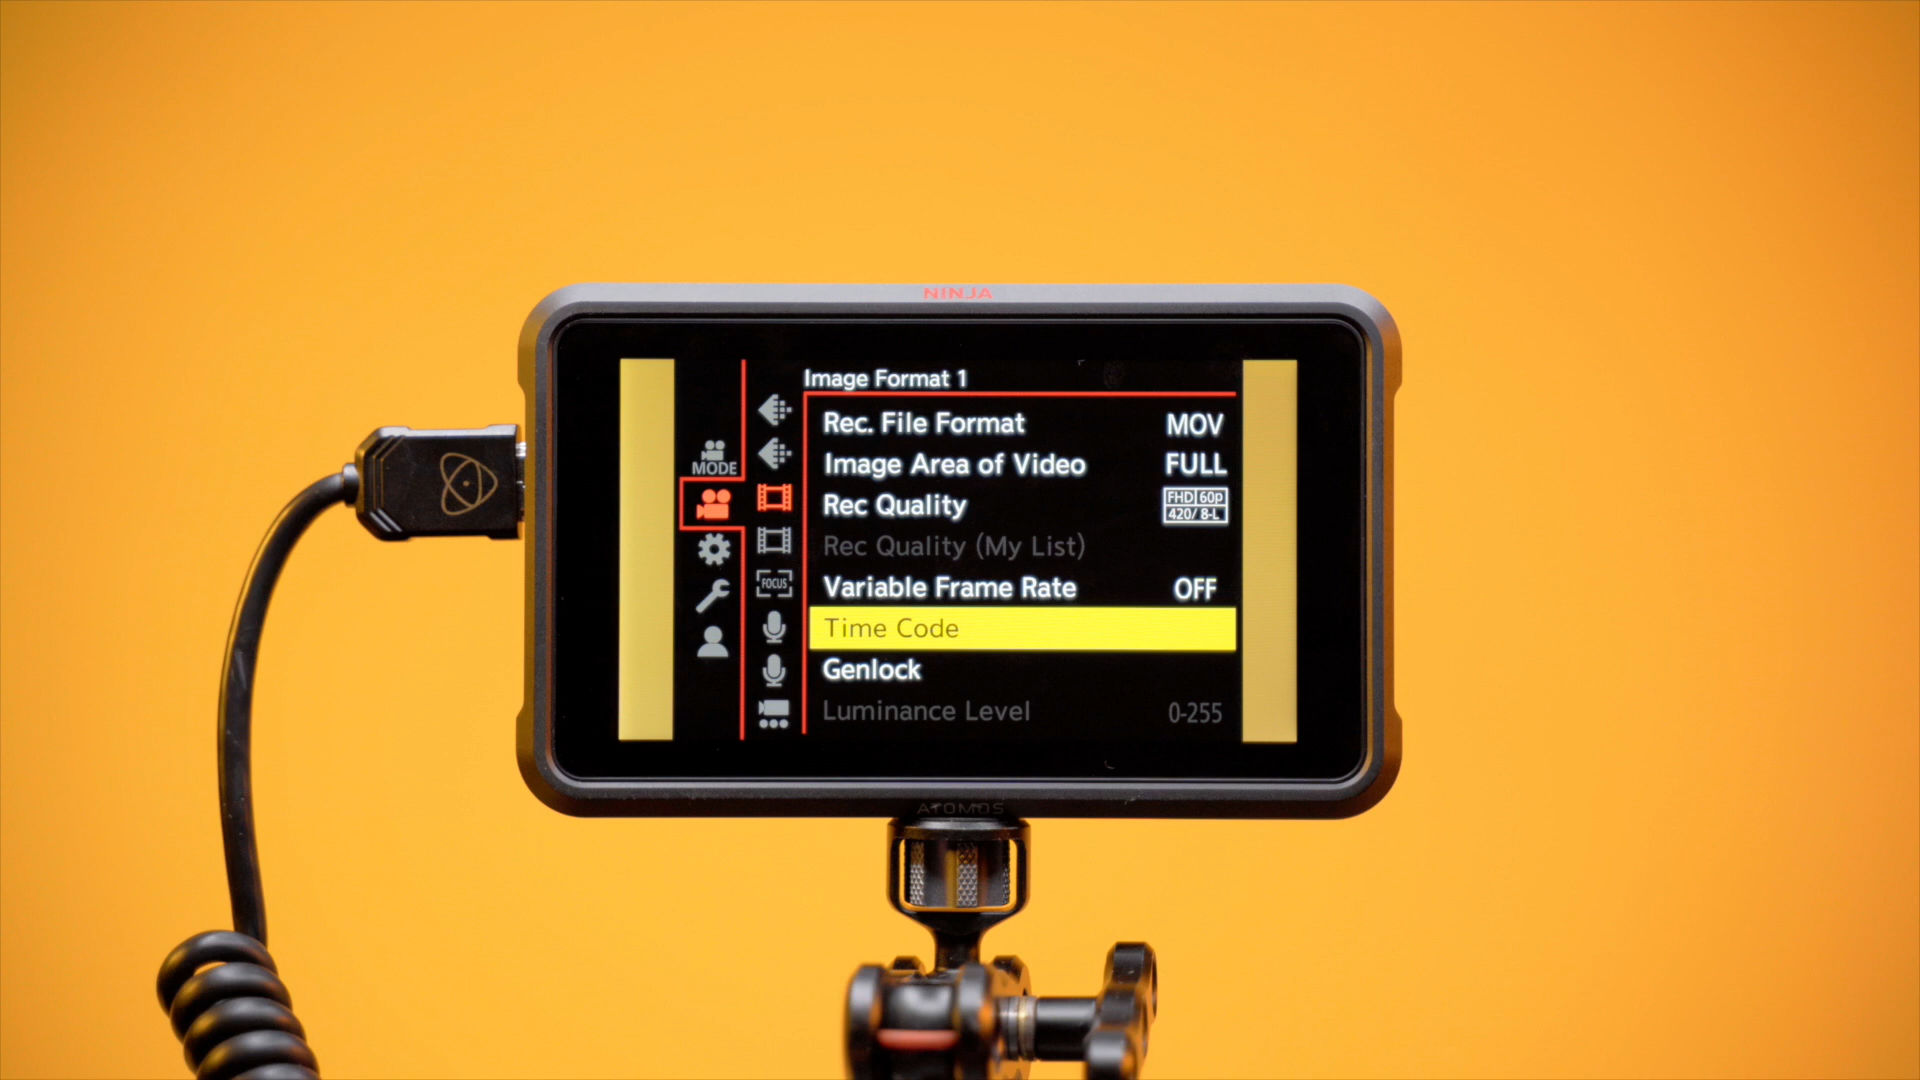 NINJA
Image Format 1
Rec. File Format MOV
Image Area of Video FULL
Rec Quality FHD 60p
420/ 8-L
Rec Quality (My List)
Variable Frame Rate OFF
Time Code
Genlock
Luminance Level 0-255
MODE
FOCUS
ATOMOS